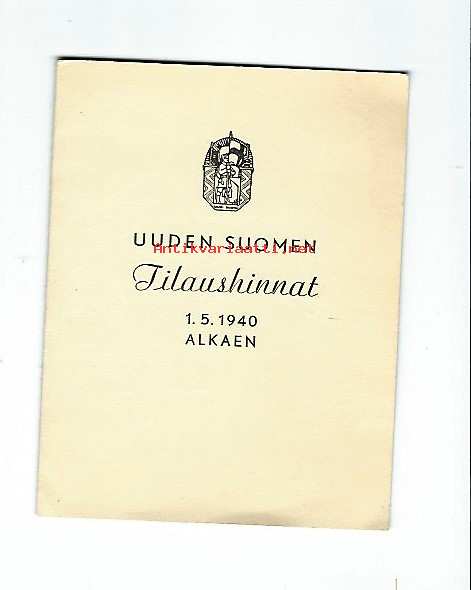 UUDEN SUOMEN
Antikvariaatti.net
Tilaushinnat
1.5.1940
ALKAEN